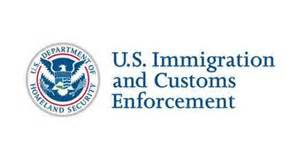 U.S. DEPARTMENT OF
HOMELAND SECURITY
U.S. Immigration
and Customs
Enforcement